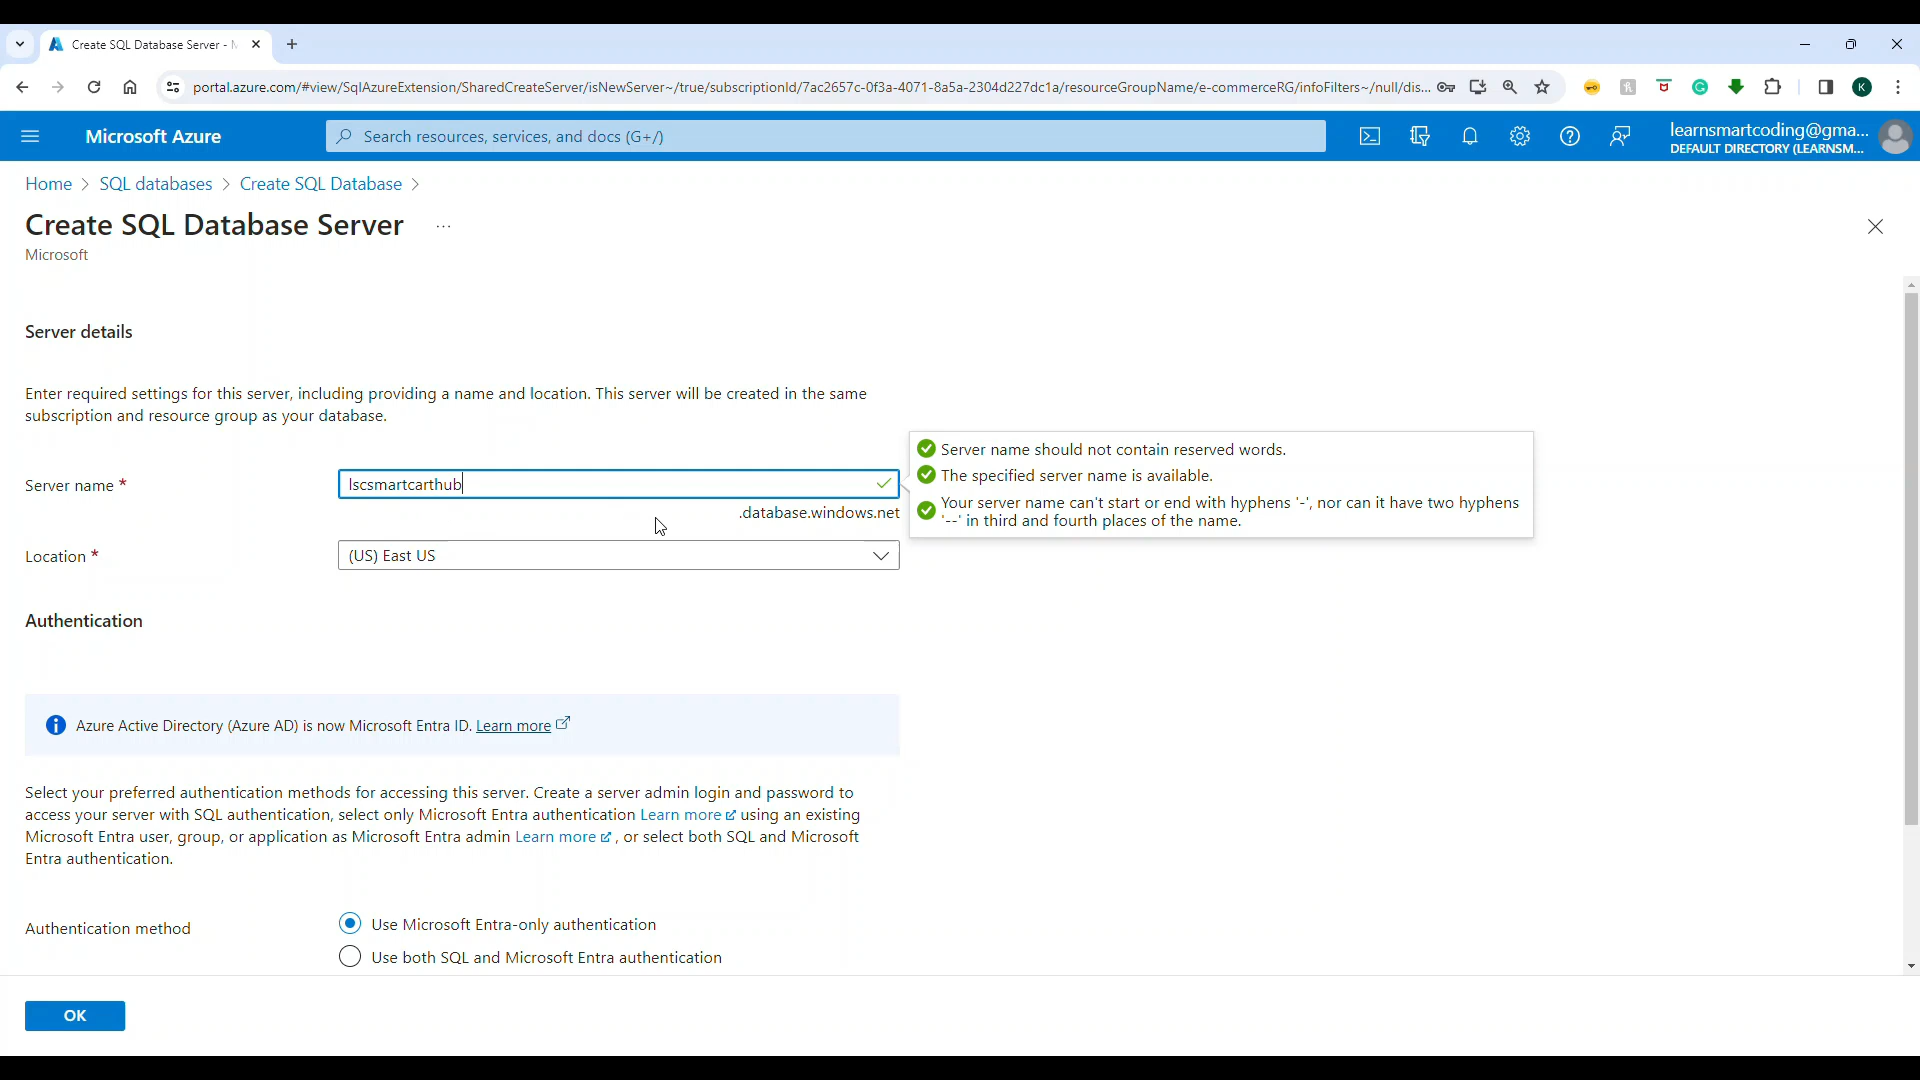 Create SQL Database Server - M
portal.azure.com/#view/SqlAzureExtension/SharedCreateServer/isNewServer~/true/subscriptionId/7ac2657c-0f3a-4071-8a5a-2304d227dc1a/resourceGroupName/e-commerceRG/infoFilters~/null/dis...
K
Microsoft Azure
Search resources, services, and docs (G+/)
learnsmartcoding@gma...
DEFAULT DIRECTORY (LEARNSM...
Home > SQL databases > Create SQL Database >
Create SQL Database Server ...
Microsoft
Server details
Enter required settings for this server, including providing a name and location. This server will be created in the same
subscription and resource group as your database.
Server name *
lscsmartcarthub
.database.windows.net
Server name should not contain reserved words.
The specified server name is available.
Your server name can't start or end with hyphens '-', nor can it have two hyphens
'--' in third and fourth places of the name.
Location *
(US) East US
Authentication
Azure Active Directory (Azure AD) is now Microsoft Entra ID. Learn more
Select your preferred authentication methods for accessing this server. Create a server admin login and password to
access your server with SQL authentication, select only Microsoft Entra authentication Learn more using an existing
Microsoft Entra user, group, or application as Microsoft Entra admin Learn more , or select both SQL and Microsoft
Entra authentication.
Authentication method
Use Microsoft Entra-only authentication
Use both SQL and Microsoft Entra authentication
OK